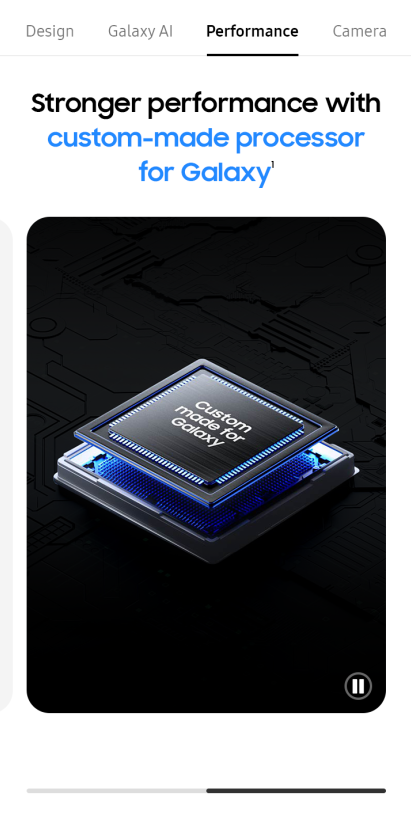 Design Galaxy AI Performance Camera
Stronger performance with
custom-made processor
for Galaxy¹
Custom
made for
Galaxy